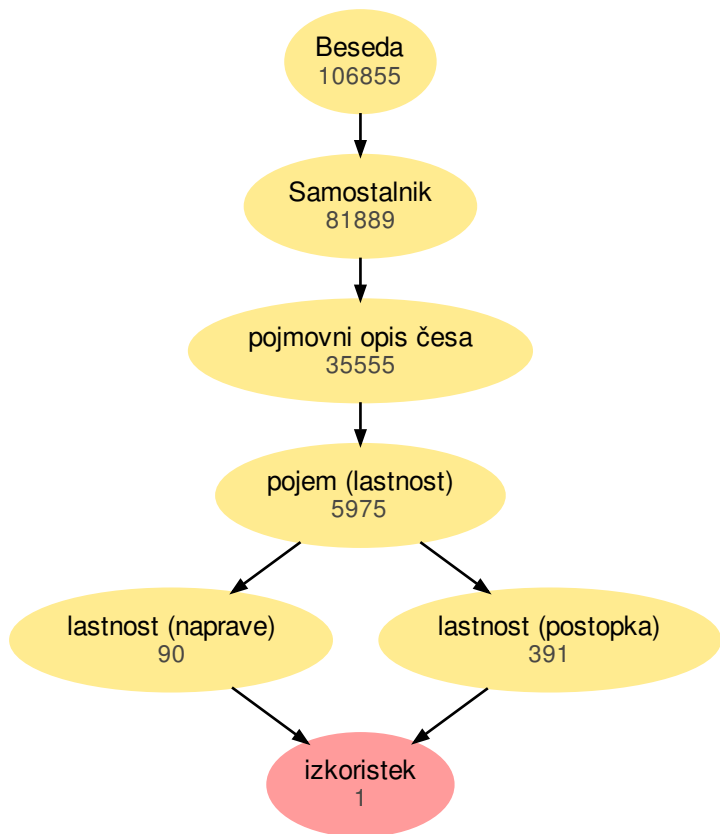 Beseda
106855
Samostalnik
81889
pojmovni opis česa
35555
pojem (lastnost)
5975
lastnost (naprave)
90
lastnost (postopka)
391
izkoristek
1